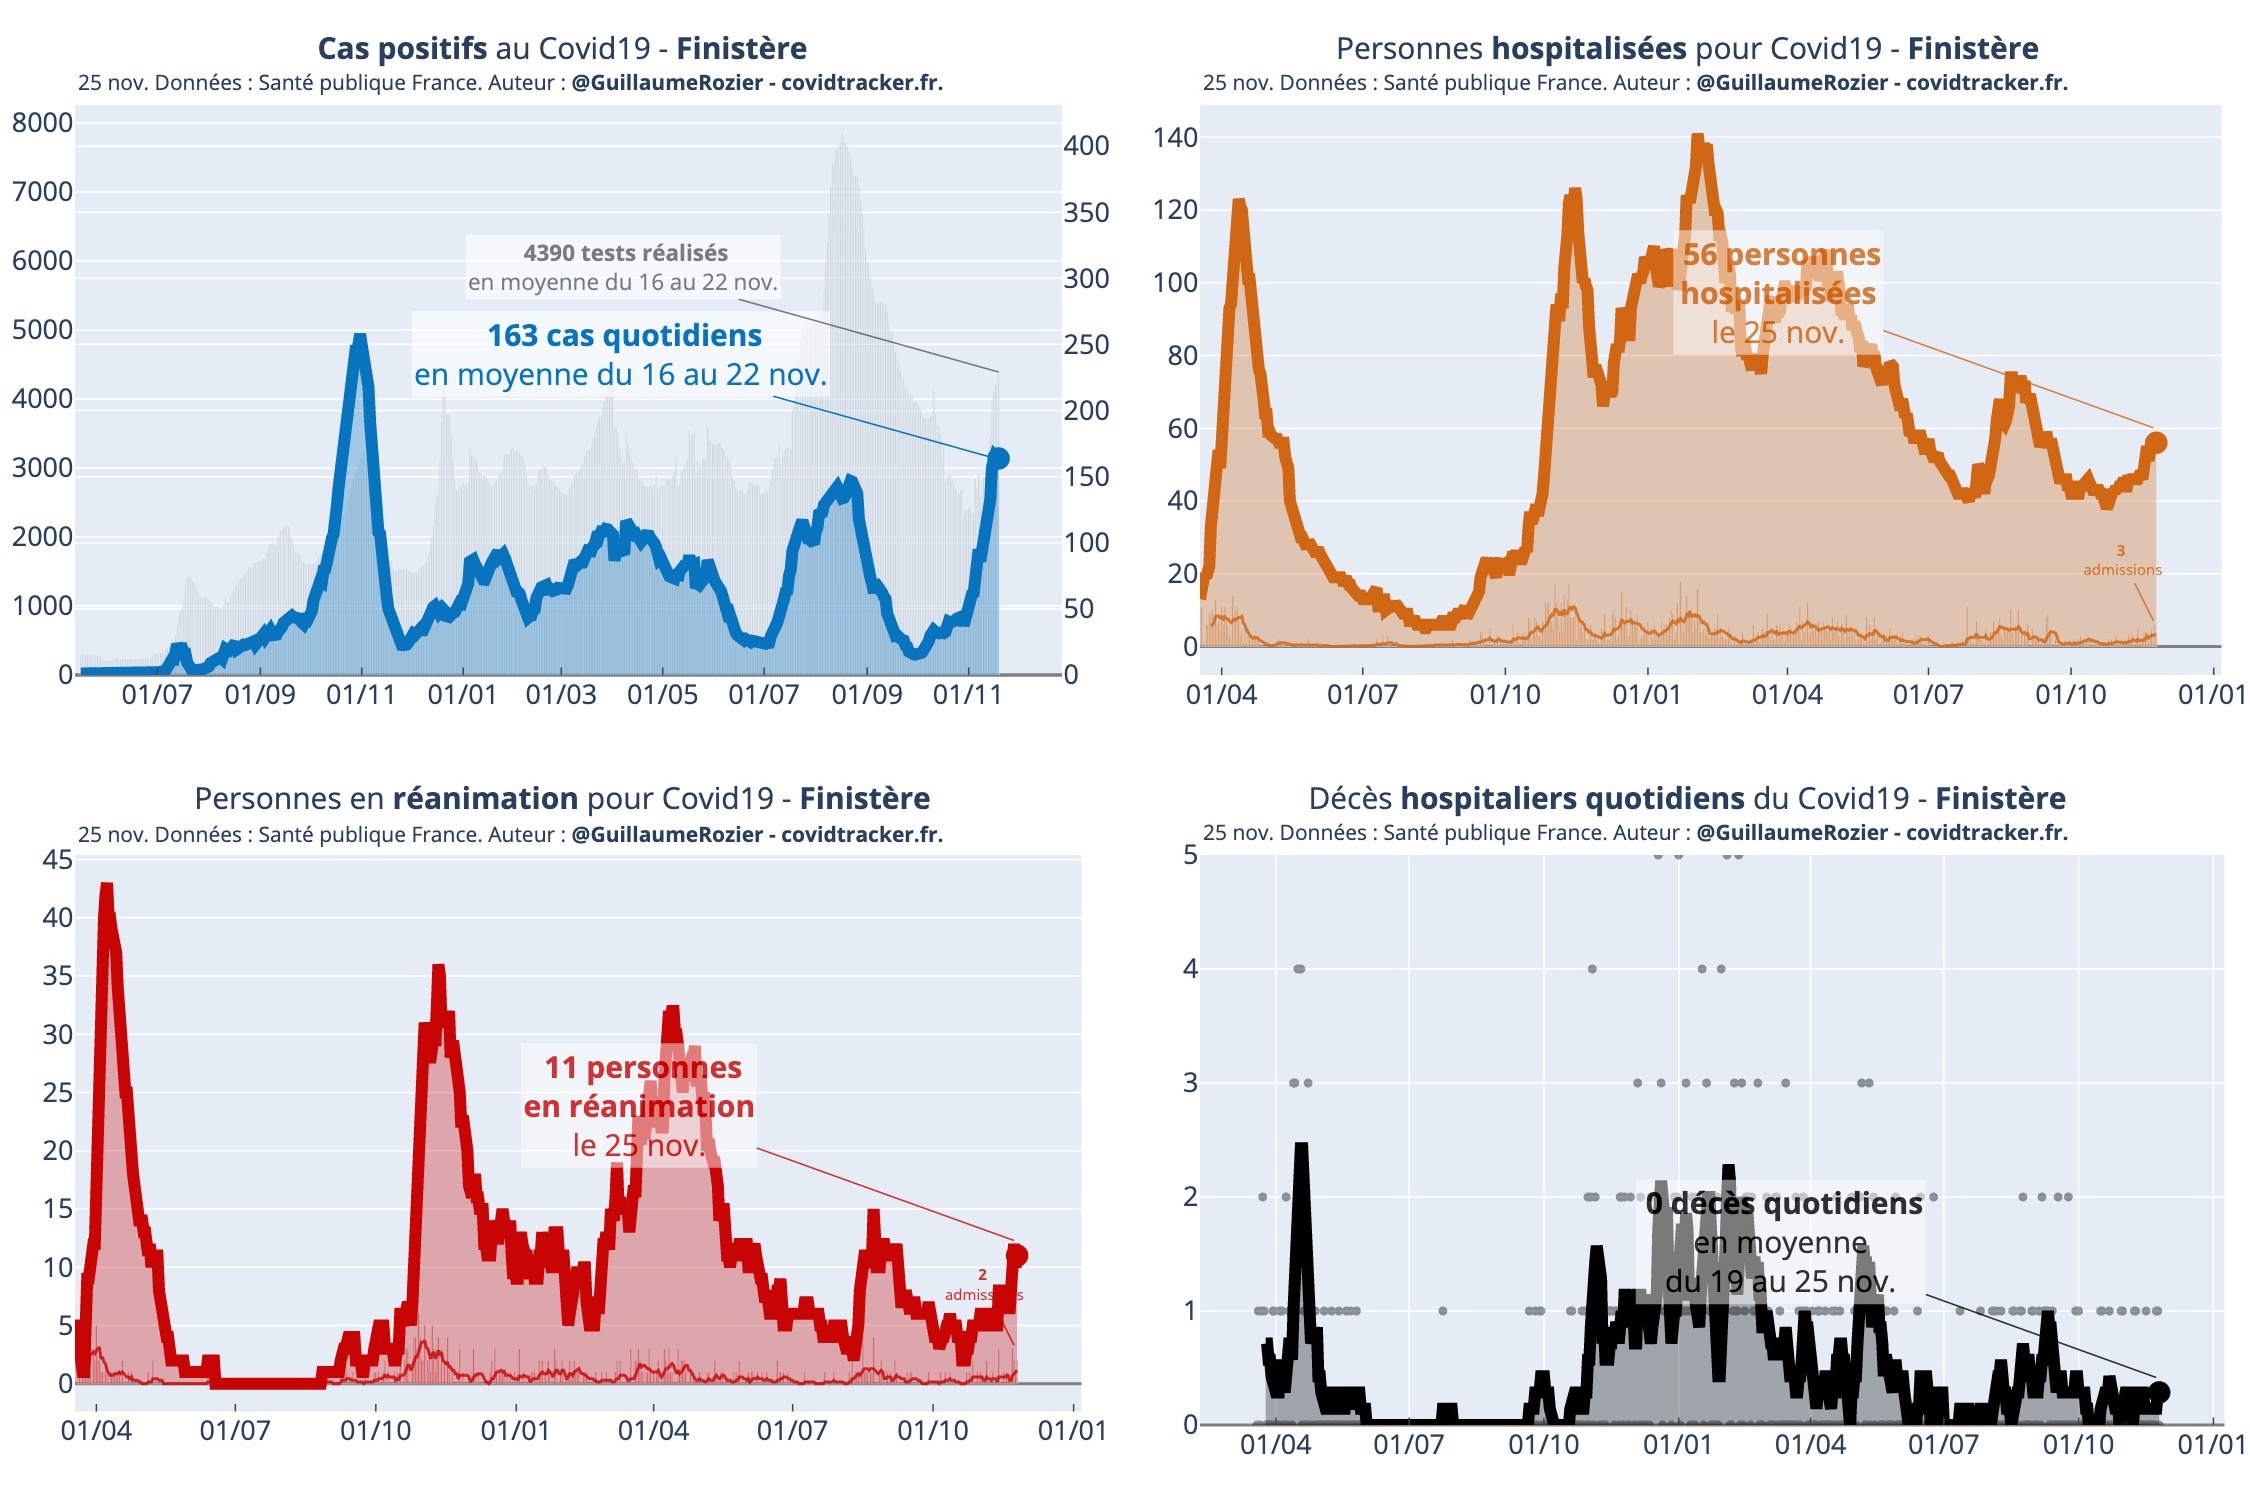 Cas positifs au Covid19 - Finistère
25 nov. Données : Santé publique France. Auteur : @GuillaumeRozier - covidtracker.fr.
8000
7000
6000
5000
4000
3000
2000
1000
0
400
350
300
250
200
150
100
50
0
4390 tests réalisés
en moyenne du 16 au 22 nov.
163 cas quotidiens
en moyenne du 16 au 22 nov.
01/07 01/09 01/11 01/01 01/03 01/05 01/07 01/09 01/11
Personnes hospitalisées pour Covid19 - Finistère
25 nov. Données : Santé publique France. Auteur : @GuillaumeRozier - covidtracker.fr.
140
120
100
80
60
40
20
0
56 personnes
hospitalisées
le 25 nov.
3
admissions
01/04 01/07 01/10 01/01 01/04 01/07 01/10 01/01
Personnes en réanimation pour Covid19 - Finistère
25 nov. Données : Santé publique France. Auteur : @GuillaumeRozier - covidtracker.fr.
45
40
35
30
25
20
15
10
5
0
11 personnes
en réanimation
le 25 nov.
2
admissions
01/04 01/07 01/10 01/01 01/04 01/07 01/10 01/01
Décès hospitaliers quotidiens du Covid19 - Finistère
25 nov. Données : Santé publique France. Auteur : @GuillaumeRozier - covidtracker.fr.
5
4
3
2
1
0
0 décès quotidiens
en moyenne
du 19 au 25 nov.
01/04 01/07 01/10 01/01 01/04 01/07 01/10 01/01